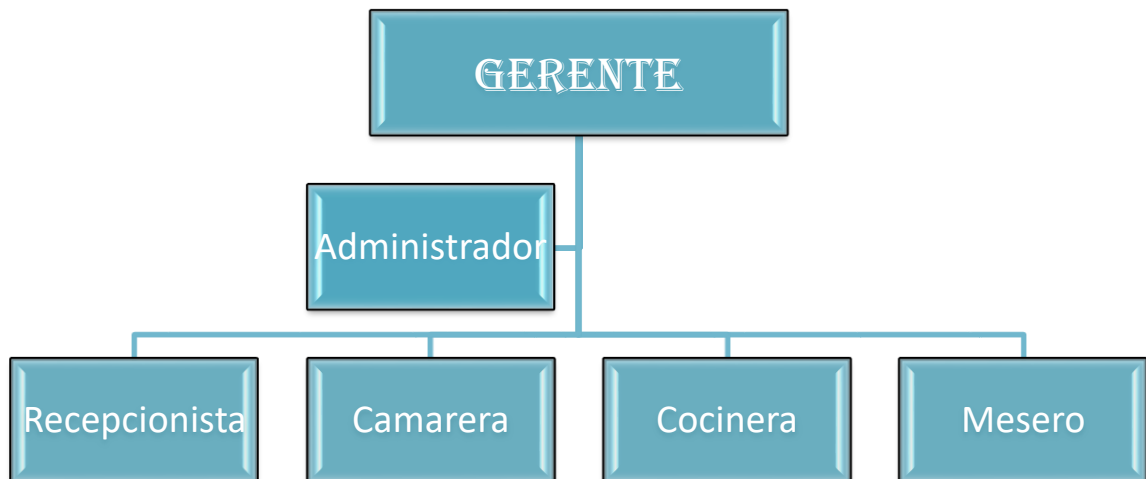 GERENTE
Administrador
Recepcionista
Camarera
Cocinera
Mesero